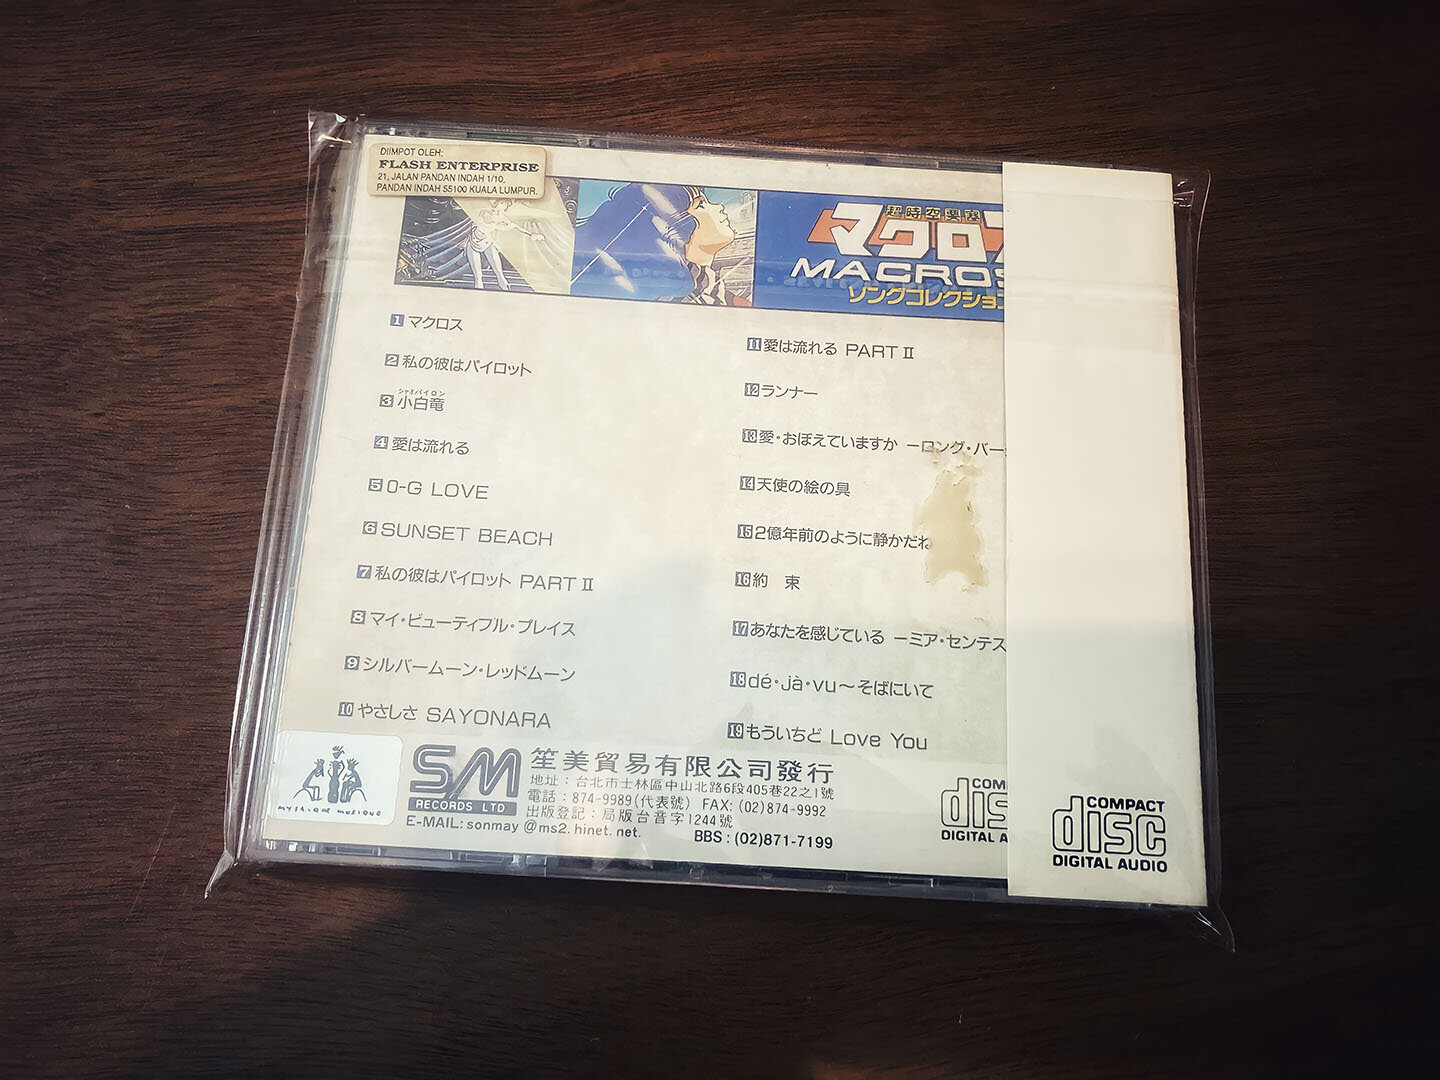 DIIMPOT OLEH:
FLASH ENTERPRISE
21, JALAN PANDAN INDAH 1/10,
PANDAN INDAH 55100 KUALA LUMPUR.
超時空要塞
マクロス
MACROS
ソングコレクショ
1 マクロス
2 私の彼はパイロット
シャオパイロン
3 小白竜
4 愛は流れる
5 0-G LOVE
6 SUNSET BEACH
7 私の彼はパイロット PART II
8 マイ・ビューティフル・プレイス
9 シルバームーン・レッドムーン
10 やさしさ SAYONARA
11 愛は流れる PART II
12 ランナー
13 愛・おぼえていますか －ロング・バー
14 天使の絵の具
15 2億年前のように静かだね
16 約 束
17 あなたを感じている －ミア・センテス
18 dé・jà・vu～そばにいて
19 もういちど Love You
mystique musique
SM
RECORDS LTD
笙美貿易有限公司發行
地址：台北市士林區中山北路6段405巷22之1號
電話：874-9989(代表號) FAX: (02)874-9992
出版登記：局版台音字1244號
E-MAIL: sonmay @ms2. hinet. net.
BBS : (02)871-7199
COM
dis
DIGITAL AU
COMPACT
disc
DIGITAL AUDIO